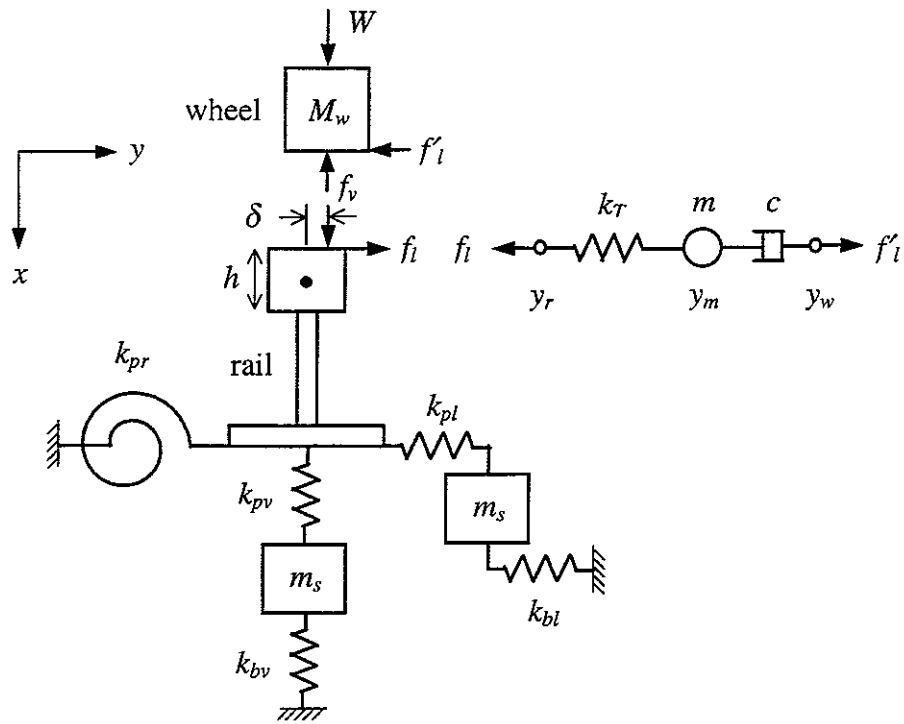 W
wheel
M_w
y
f'_l
x
f_v
δ
f_l
h
k_T
m
c
f_l
f'_l
y_r
y_m
y_w
k_pr
rail
k_pl
k_pv
m_s
m_s
k_bl
k_bv